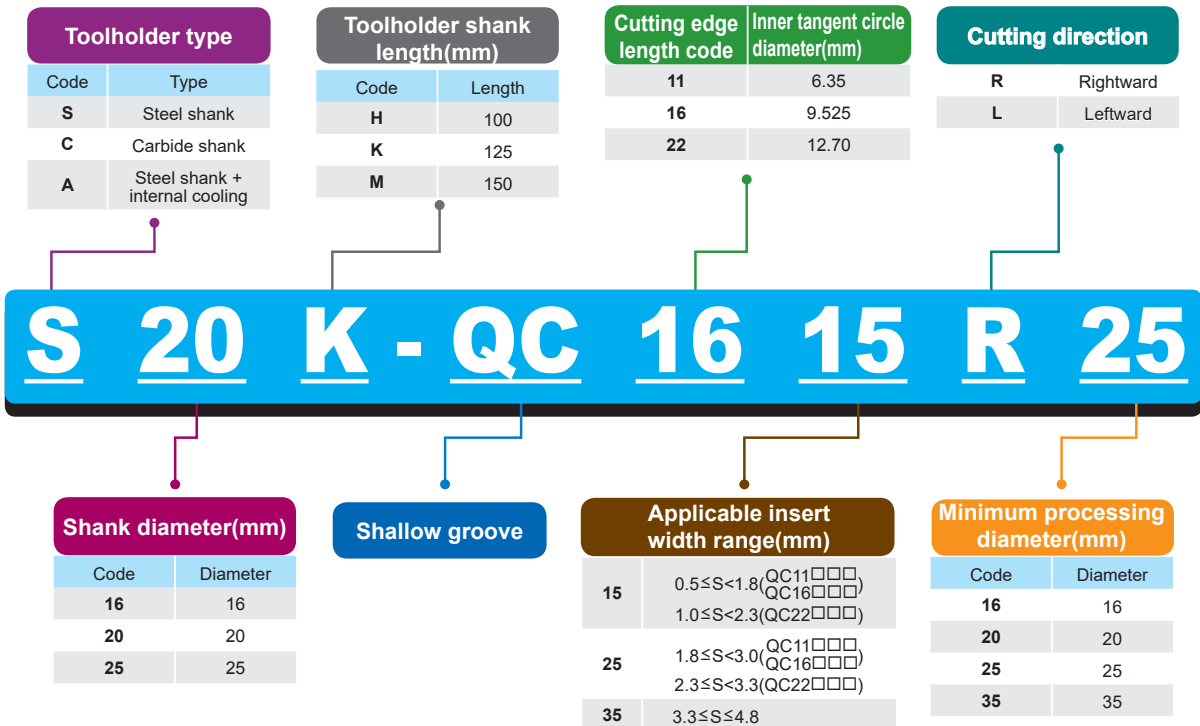 Toolholder type
Code Type
S Steel shank
C Carbide shank
A Steel shank +
internal cooling
Toolholder shank
length(mm)
Code Length
H 100
K 125
M 150
Cutting edge
length code
Inner tangent circle
diameter(mm)
11 6.35
16 9.525
22 12.70
Cutting direction
R Rightward
L Leftward
S 20 K - QC 16 15 R 25
Shank diameter(mm)
Code Diameter
16 16
20 20
25 25
Shallow groove
Applicable insert
width range(mm)
15 0.5≤S<1.8(QC11□□□
QC16□□□)
1.0≤S<2.3(QC22□□□)
25 1.8≤S<3.0(QC11□□□
QC16□□□)
2.3≤S<3.3(QC22□□□)
35 3.3≤S≤4.8
Minimum processing
diameter(mm)
Code Diameter
16 16
20 20
25 25
35 35